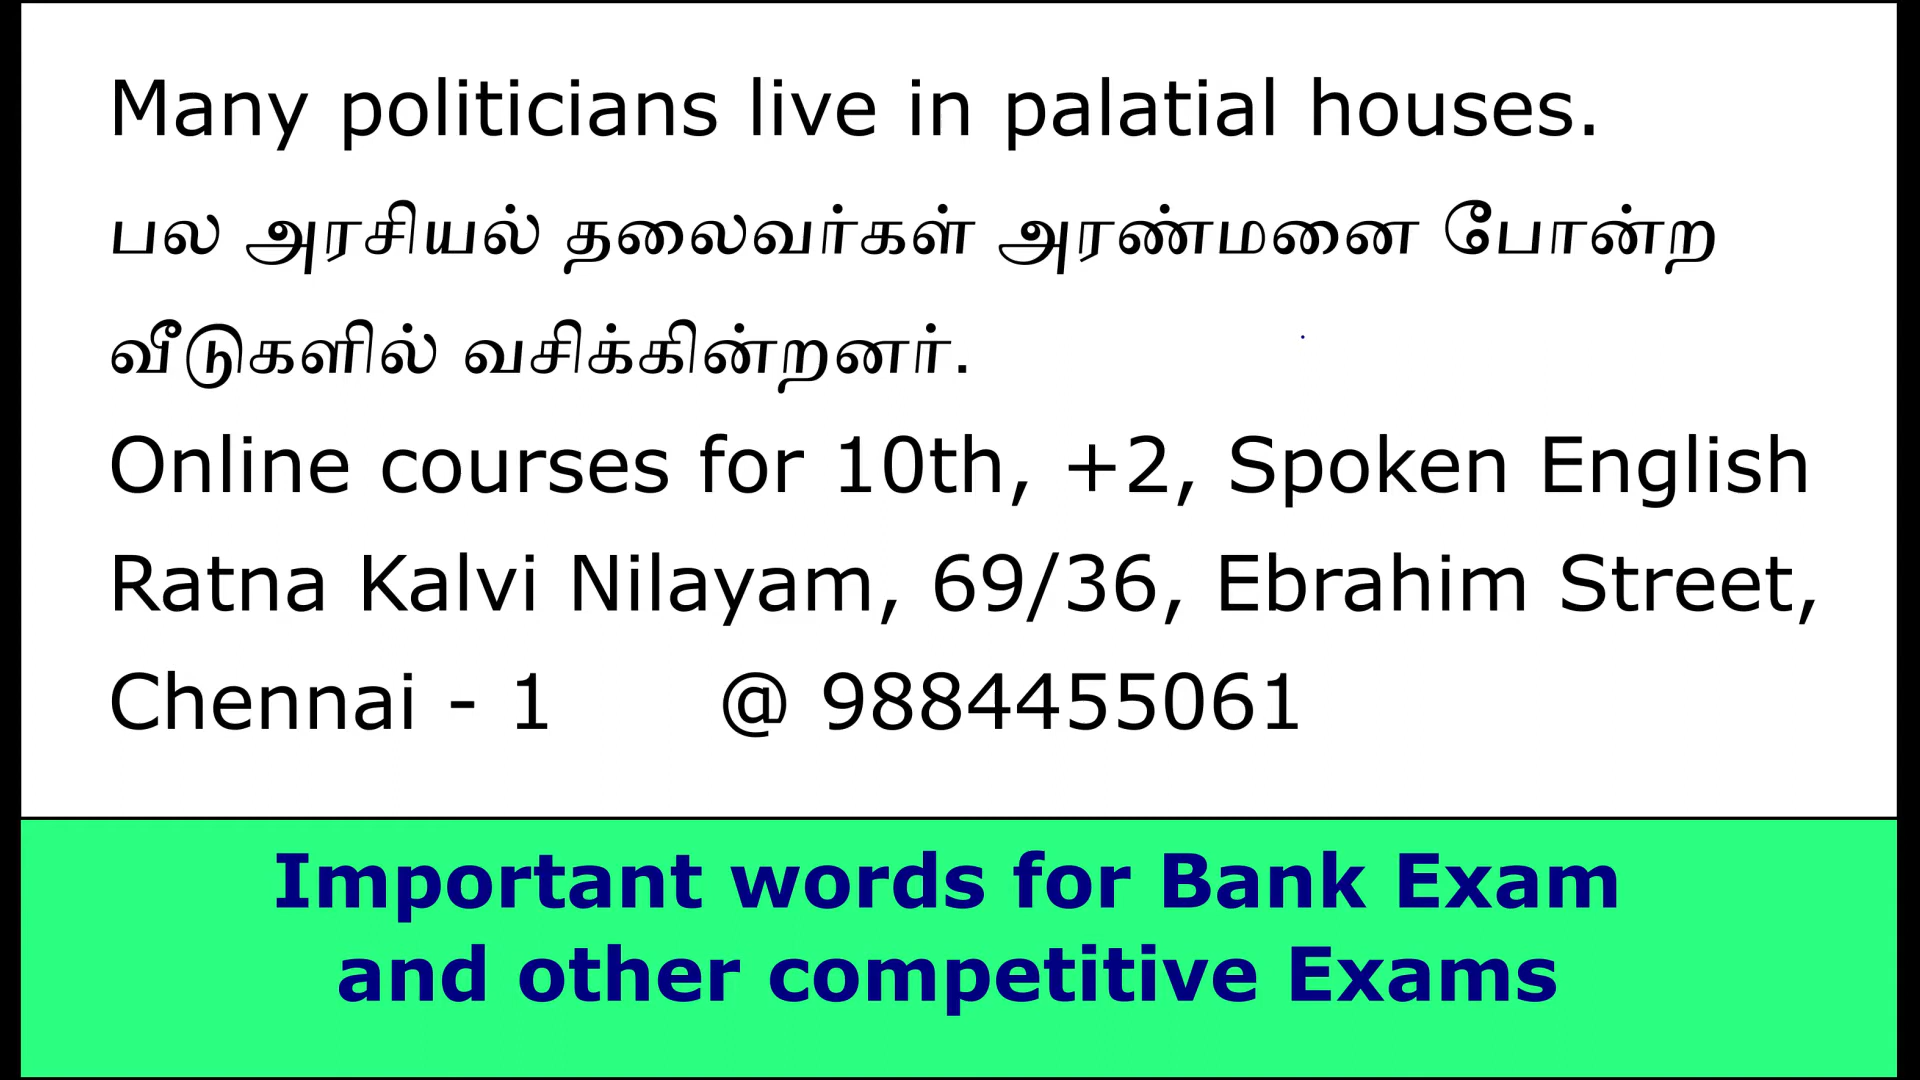 Many politicians live in palatial houses.
பல அரசியல் தலைவர்கள் அரண்மனை போன்ற
வீடுகளில் வசிக்கின்றனர்.
Online courses for 10th, +2, Spoken English
Ratna Kalvi Nilayam, 69/36, Ebrahim Street,
Chennai - 1 @ 9884455061
Important words for Bank Exam
and other competitive Exams